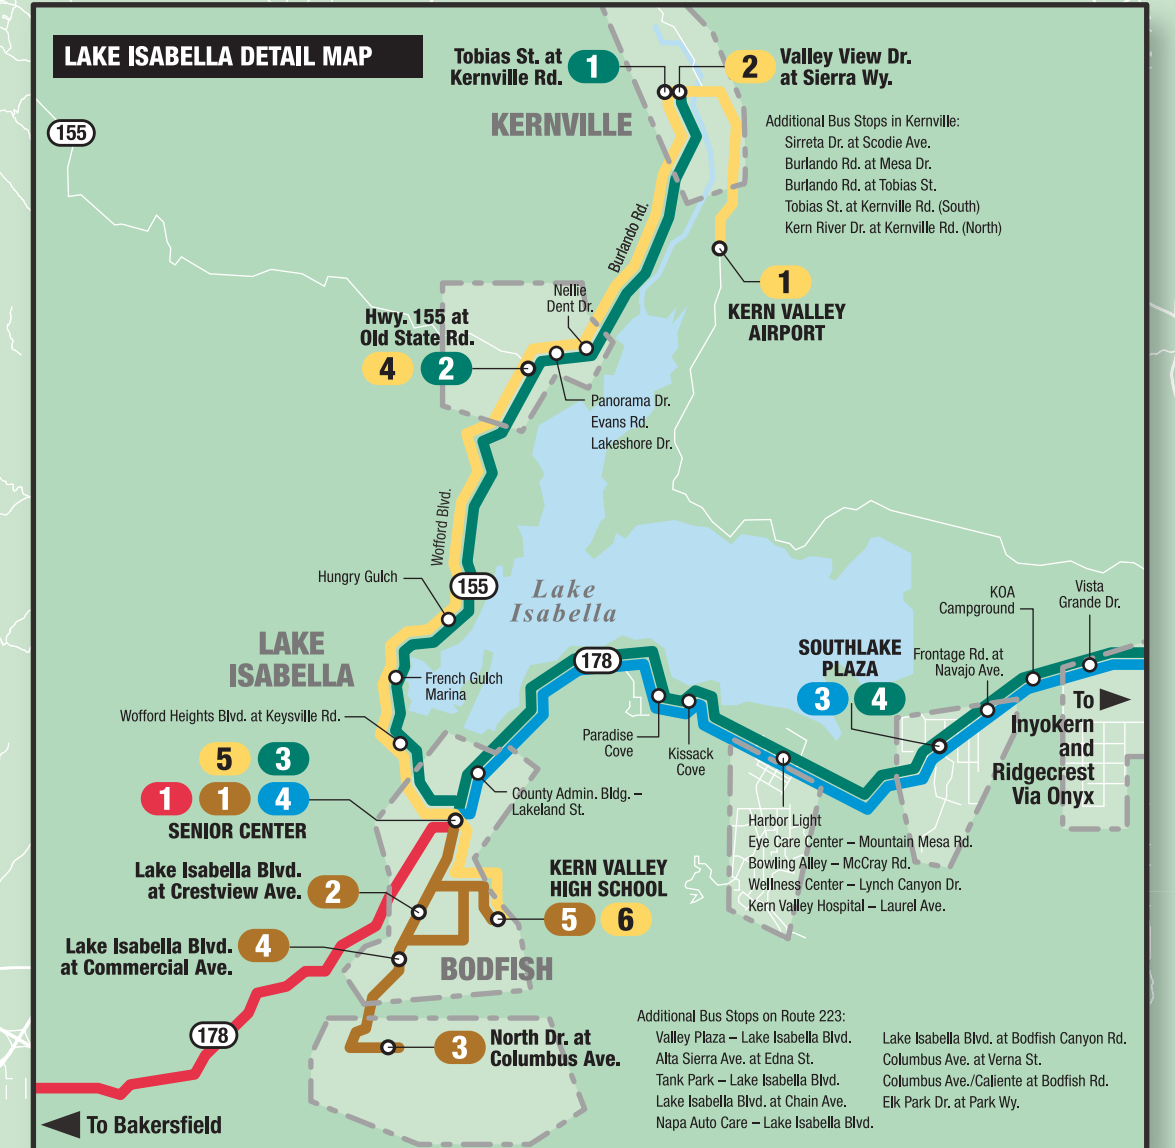 LAKE ISABELLA DETAIL MAP
155
Tobias St. at
Kernville Rd.
1
2
Valley View Dr.
at Sierra Wy.
KERNVILLE
Additional Bus Stops in Kernville:
Sirreta Dr. at Scodie Ave.
Burlando Rd. at Mesa Dr.
Burlando Rd. at Tobias St.
Tobias St. at Kernville Rd. (South)
Kern River Dr. at Kernville Rd. (North)
Burlando Rd.
1
KERN VALLEY
AIRPORT
Nellie
Dent Dr.
Hwy. 155 at
Old State Rd.
4
2
Panorama Dr.
Evans Rd.
Lakeshore Dr.
Wofford Blvd.
Hungry Gulch
155
Lake
Isabella
LAKE
ISABELLA
French Gulch
Marina
Wofford Heights Blvd. at Keysville Rd.
178
SOUTHLAKE
PLAZA
3
4
Frontage Rd. at
Navajo Ave.
KOA
Campground
Vista
Grande Dr.
To
Inyokern
and
Ridgecrest
Via Onyx
Paradise
Cove
Kissack
Cove
5
3
1
1
4
SENIOR CENTER
County Admin. Bldg. –
Lakeland St.
Harbor Light
Eye Care Center – Mountain Mesa Rd.
Bowling Alley – McCray Rd.
Wellness Center – Lynch Canyon Dr.
Kern Valley Hospital – Laurel Ave.
Lake Isabella Blvd.
at Crestview Ave.
2
KERN VALLEY
HIGH SCHOOL
5
6
Lake Isabella Blvd.
at Commercial Ave.
4
BODFISH
178
3
North Dr. at
Columbus Ave.
To Bakersfield
Additional Bus Stops on Route 223:
Valley Plaza – Lake Isabella Blvd.
Alta Sierra Ave. at Edna St.
Tank Park – Lake Isabella Blvd.
Lake Isabella Blvd. at Chain Ave.
Napa Auto Care – Lake Isabella Blvd.
Lake Isabella Blvd. at Bodfish Canyon Rd.
Columbus Ave. at Verna St.
Columbus Ave./Caliente at Bodfish Rd.
Elk Park Dr. at Park Wy.